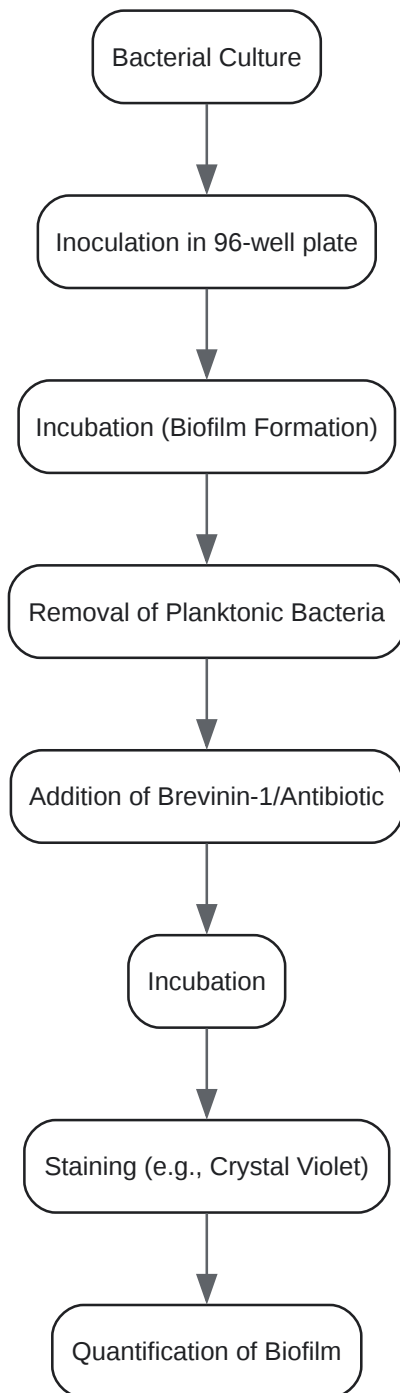 Bacterial Culture
Inoculation in 96-well plate
Incubation (Biofilm Formation)
Removal of Planktonic Bacteria
Addition of Brevinin-1/Antibiotic
Incubation
Staining (e.g., Crystal Violet)
Quantification of Biofilm